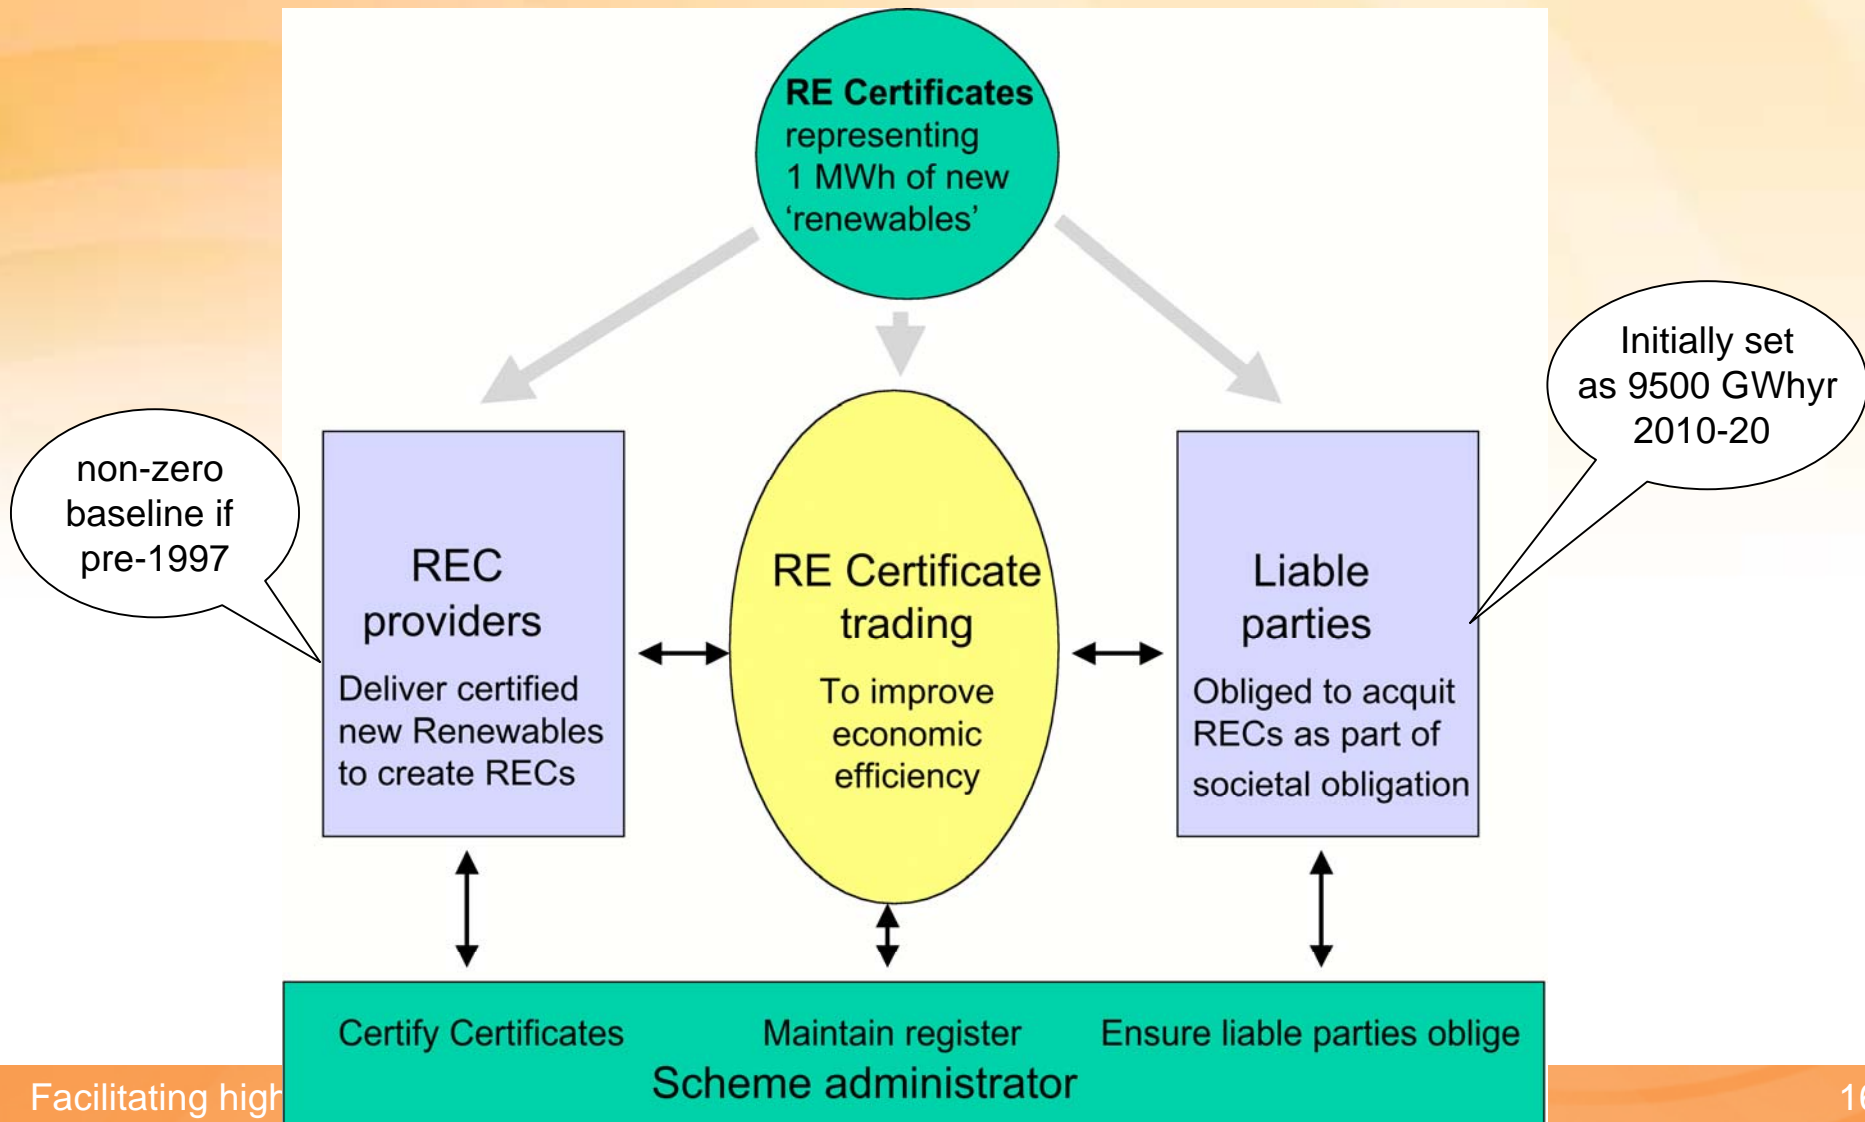 RE Certificates
representing
1 MWh of new
‘renewables’
Initially set
as 9500 GWhyr
2010-20
non-zero
baseline if
pre-1997
REC
providers
Deliver certified
new Renewables
to create RECs
RE Certificate
trading
To improve
economic
efficiency
Liable
parties
Obliged to acquit
RECs as part of
societal obligation
Certify Certificates
Maintain register
Ensure liable parties oblige
Scheme administrator
Facilitating high
16